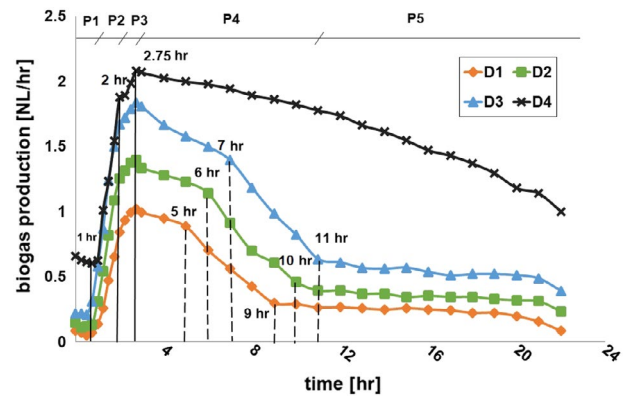 2.5
P1 P2 P3 P4 P5
2.75 hr
2 hr
D1 D2
D3 D4
2
1.5
7 hr
6 hr
5 hr
1
1 hr
11 hr
10 hr
9 hr
0.5
0
4 8 12 16 20 24
time [hr]
biogas production [NL/hr]